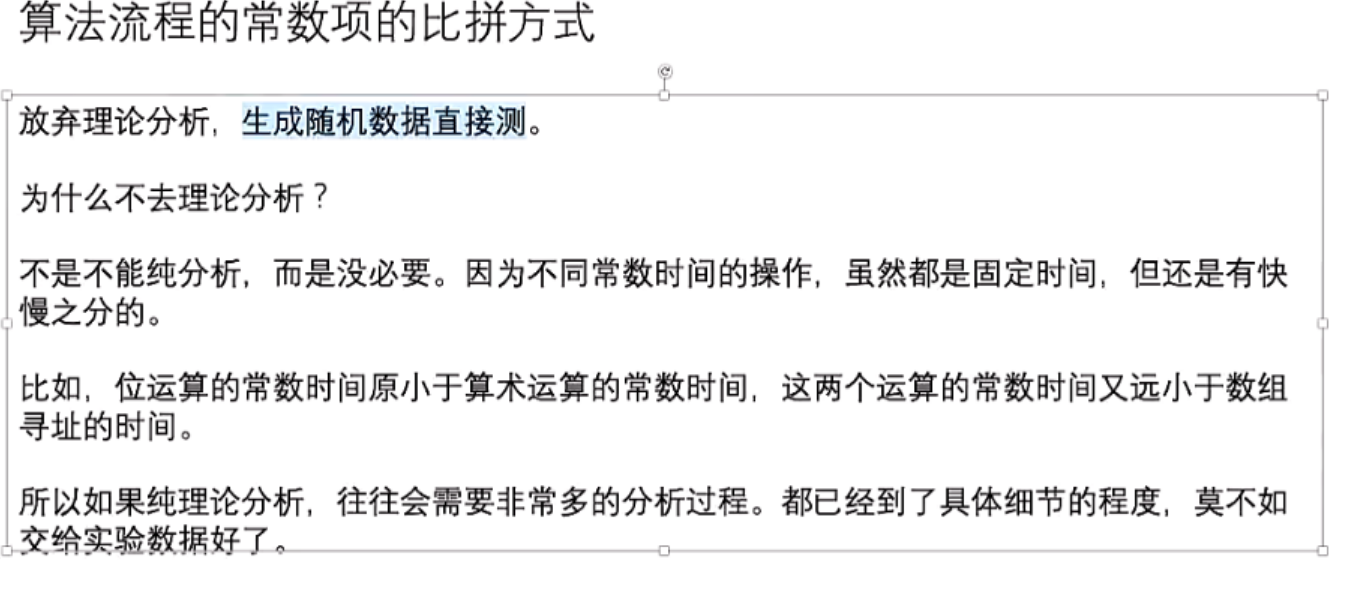 算法流程的常数项的比拼方式
放弃理论分析，生成随机数据直接测。
为什么不去理论分析？
不是不能纯分析，而是没必要。因为不同常数时间的操作，虽然都是固定时间，但还是有快
慢之分的。
比如，位运算的常数时间原小于算术运算的常数时间，这两个运算的常数时间又远小于数组
寻址的时间。
所以如果纯理论分析，往往会需要非常多的分析过程。都已经到了具体细节的程度，莫不如
交给实验数据好了。